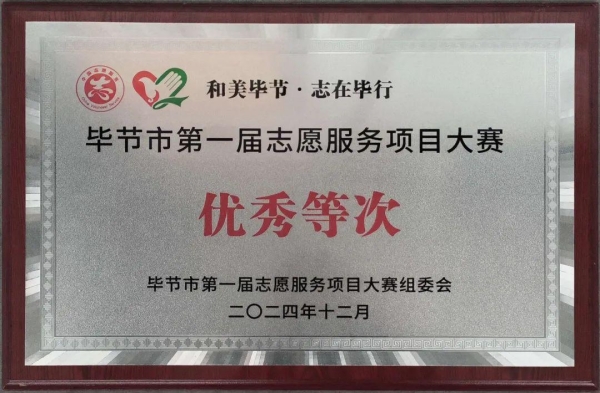 和美毕节·志在毕行
毕节市第一届志愿服务项目大赛
优秀等次
毕节市第一届志愿服务项目大赛组委会
二〇二四年十二月